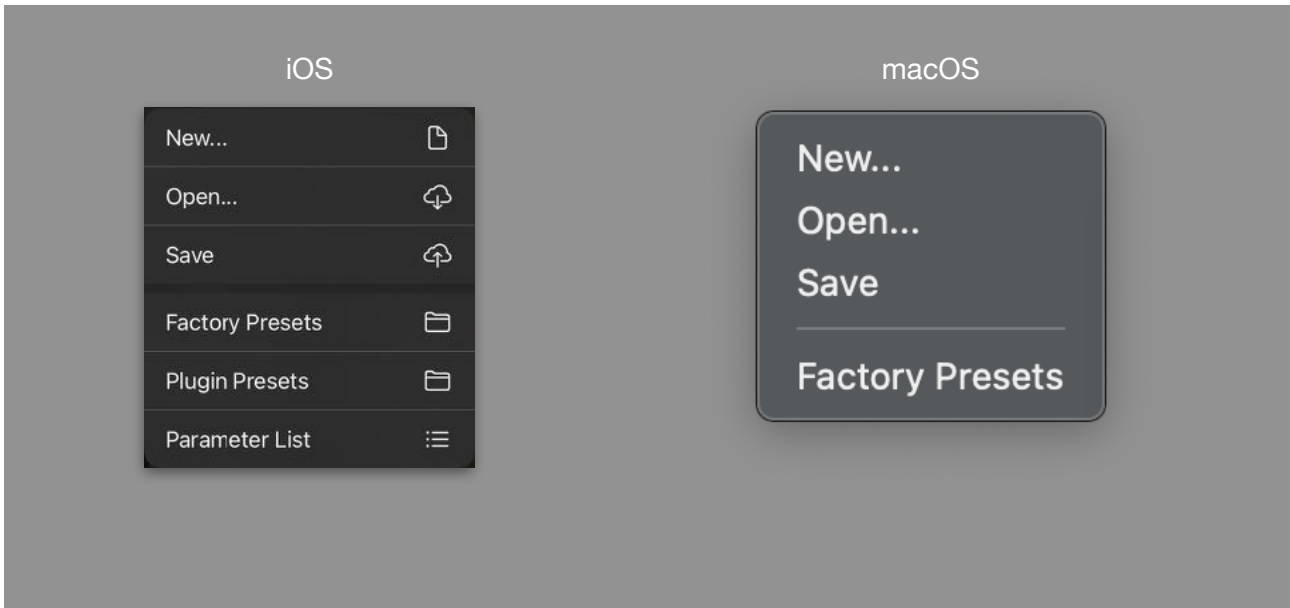 iOS
New...
Open...
Save
Factory Presets
Plugin Presets
Parameter List
macOS
New...
Open...
Save
Factory Presets